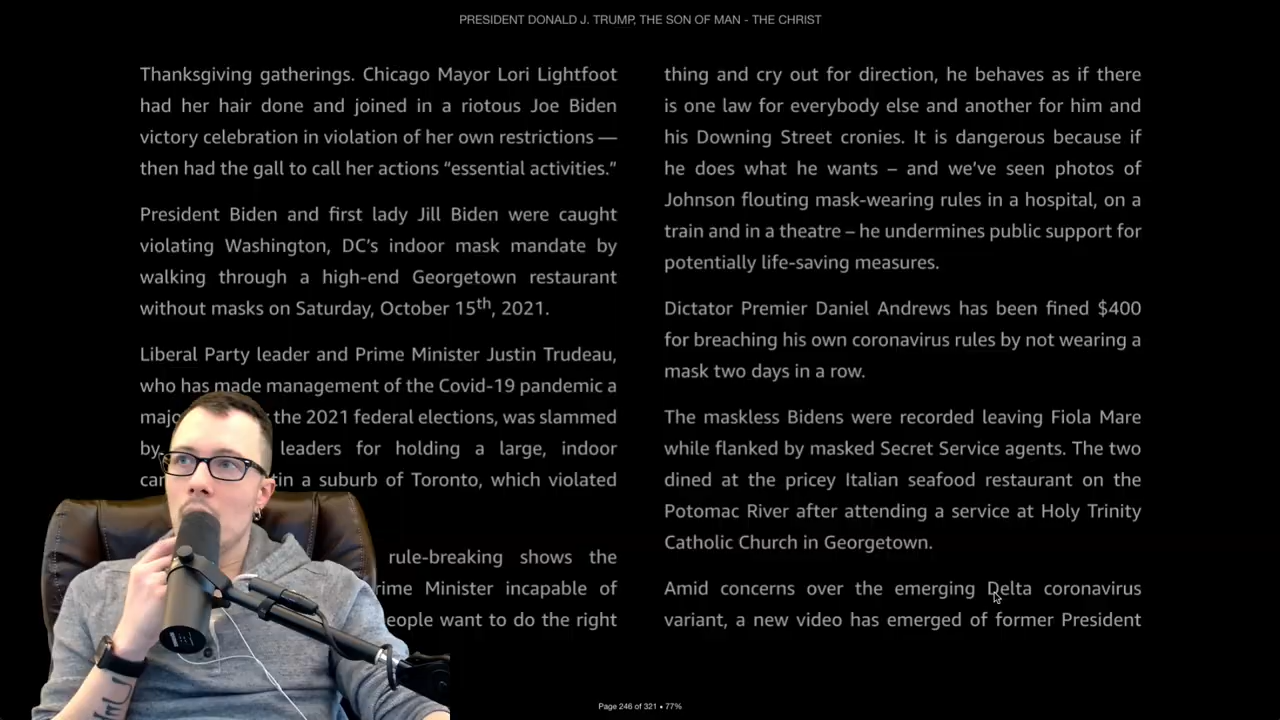 PRESIDENT DONALD J. TRUMP, THE SON OF MAN - THE CHRIST
Thanksgiving gatherings. Chicago Mayor Lori Lightfoot
had her hair done and joined in a riotous Joe Biden
victory celebration in violation of her own restrictions —
then had the gall to call her actions “essential activities.”
President Biden and first lady Jill Biden were caught
violating Washington, DC’s indoor mask mandate by
walking through a high-end Georgetown restaurant
without masks on Saturday, October 15th, 2021.
Liberal Party leader and Prime Minister Justin Trudeau,
who has made management of the Covid-19 pandemic a
the 2021 federal elections, was slammed
by leaders for holding a large, indoor
in a suburb of Toronto, which violated
rule-breaking shows the
Minister incapable of
want to do the right
thing and cry out for direction, he behaves as if there
is one law for everybody else and another for him and
his Downing Street cronies. It is dangerous because if
he does what he wants – and we’ve seen photos of
Johnson flouting mask-wearing rules in a hospital, on a
train and in a theatre – he undermines public support for
potentially life-saving measures.
Dictator Premier Daniel Andrews has been fined $400
for breaching his own coronavirus rules by not wearing a
mask two days in a row.
The maskless Bidens were recorded leaving Fiola Mare
while flanked by masked Secret Service agents. The two
dined at the pricey Italian seafood restaurant on the
Potomac River after attending a service at Holy Trinity
Catholic Church in Georgetown.
Amid concerns over the emerging Delta coronavirus
variant, a new video has emerged of former President
Page 246 of 321 • 77%